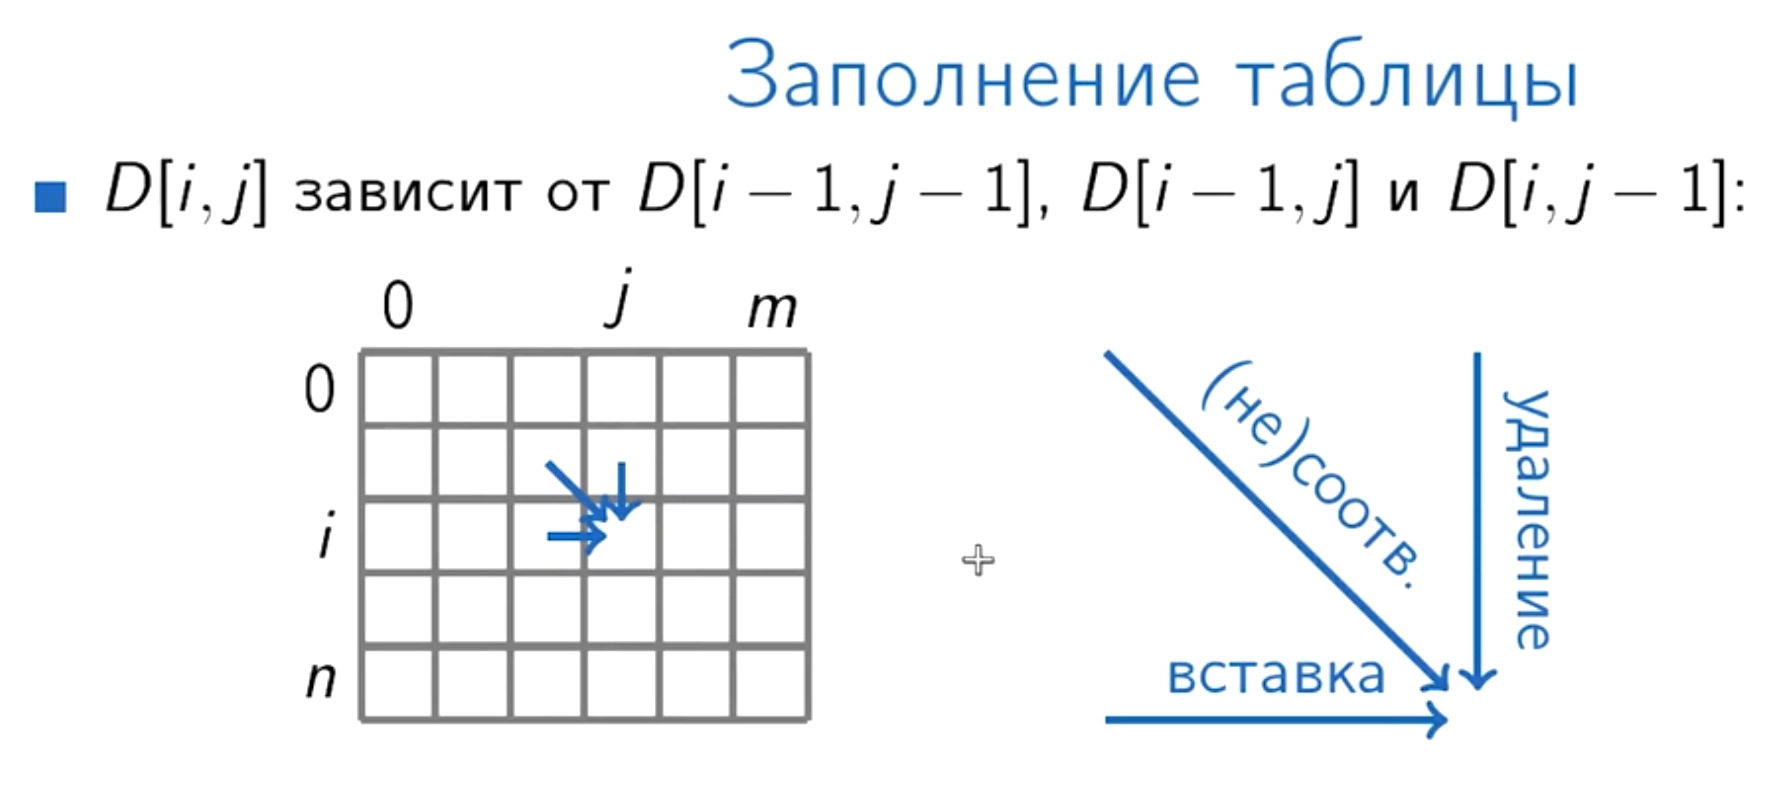 Заполнение таблицы
D[i, j] зависит от D[i − 1, j − 1], D[i − 1, j] и D[i, j − 1]:
0 j m
0
i
n
(не)соотв.
удаление
вставка